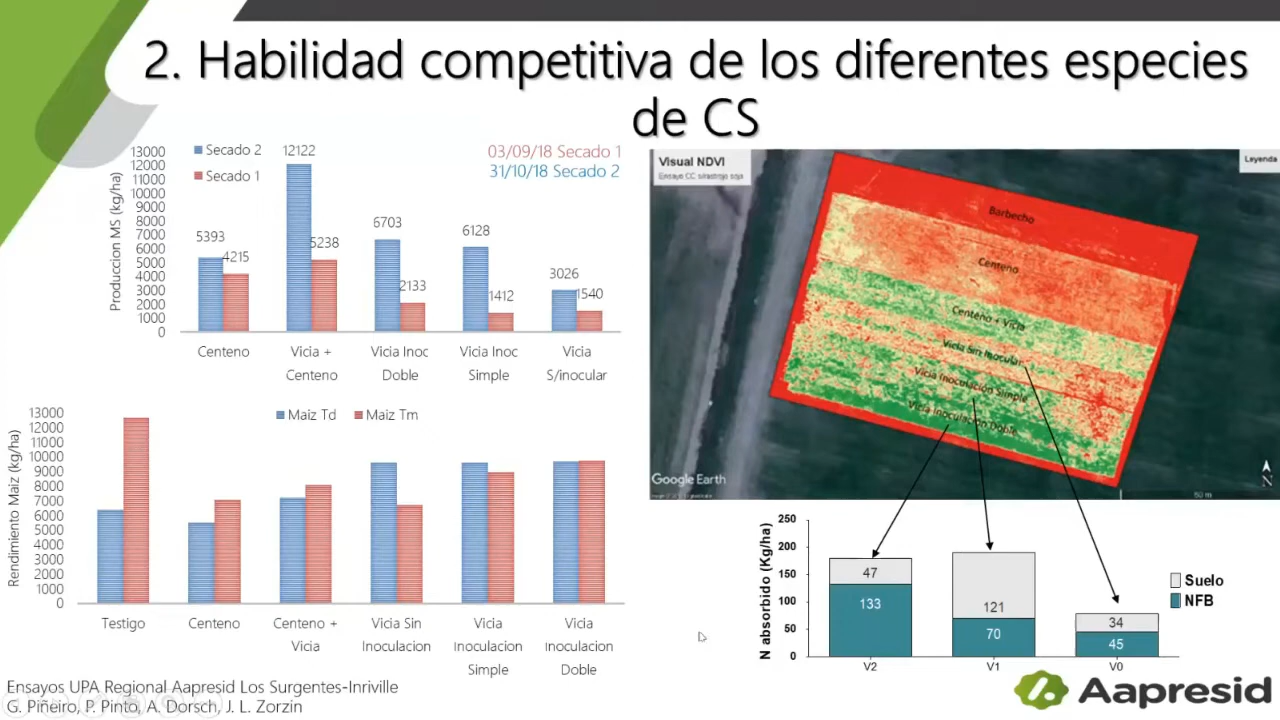 2. Habilidad competitiva de los diferentes especies
de CS
03/09/18 Secado 1
31/10/18 Secado 2
Secado 2
Secado 1
Produccion MS (kg/ha)
13000
12000
11000
10000
9000
8000
7000
6000
5000
4000
3000
2000
1000
0
5393
4215
12122
5238
6703
2133
6128
1412
3026
1540
Centeno
Vicia +
Centeno
Vicia Inoc
Doble
Vicia Inoc
Simple
Vicia
S/inocular
Visual NDVI
Ensayo CC s/rastrojo soja
Leyenda
Barbecho
Centeno
Centeno + Vicia
Vicia Sin Inocular
Vicia Inoculación Simple
Vicia Inoculación Doble
Google Earth
50 m
N
Maiz Td
Maiz Tm
Rendimiento Maiz (kg/ha)
13000
12000
11000
10000
9000
8000
7000
6000
5000
4000
3000
2000
1000
0
Testigo
Centeno
Centeno +
Vicia
Vicia Sin
Inoculacion
Vicia
Inoculacion
Simple
Vicia
Inoculacion
Doble
N absorbido (Kg/ha)
250
200
150
100
50
0
47
133
121
70
34
45
V2
V1
V0
Suelo
NFB
Ensayos UPA Regional Aapresid Los Surgentes-Inriville
G. Piñeiro, P. Pinto, A. Dorsch, J. L. Zorzin
Aapresid